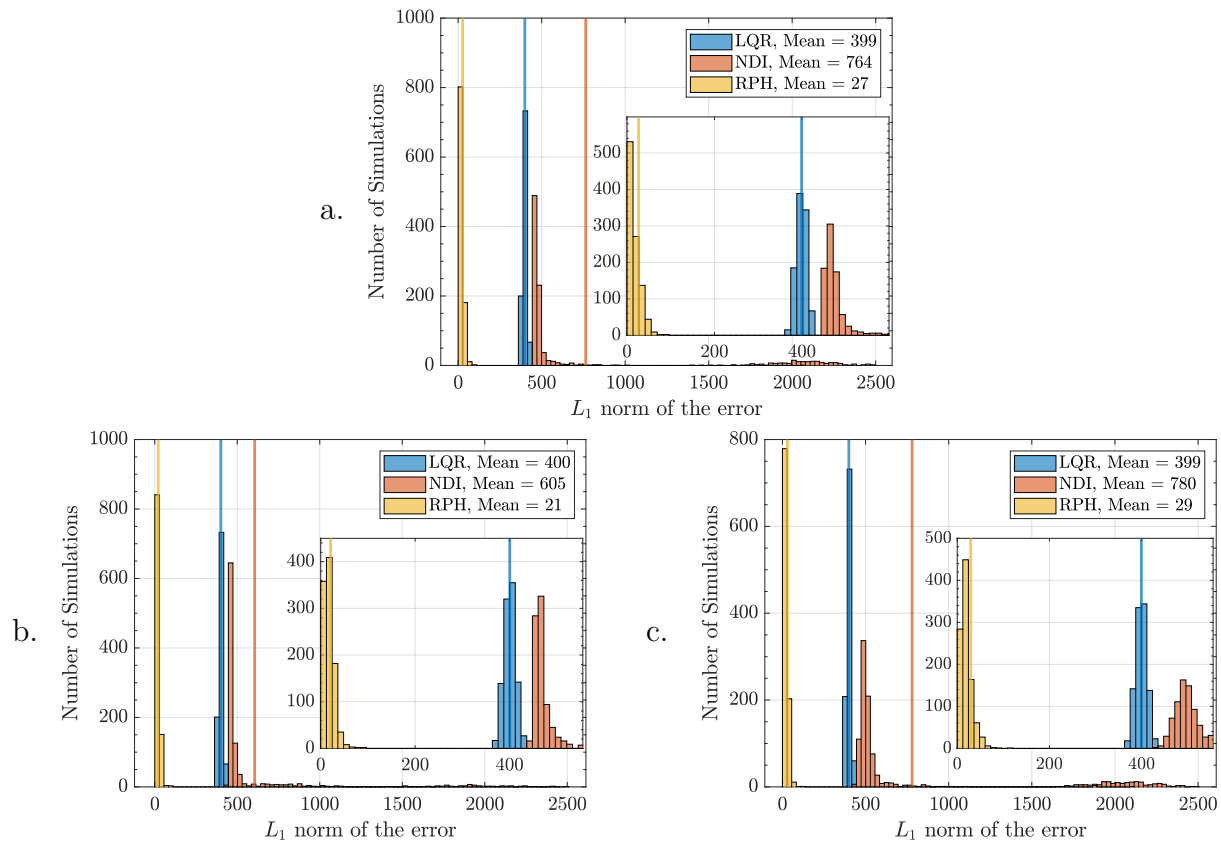 a.
Number of Simulations
1000
800
600
400
200
0
LQR, Mean = 399
NDI, Mean = 764
RPH, Mean = 27
500
400
300
200
100
0
0 200 400
0 500 1000 1500 2000 2500
L₁ norm of the error
b.
Number of Simulations
1000
800
600
400
200
0
LQR, Mean = 400
NDI, Mean = 605
RPH, Mean = 21
400
300
200
100
0
0 200 400
0 500 1000 1500 2000 2500
L₁ norm of the error
c.
Number of Simulations
800
600
400
200
0
LQR, Mean = 399
NDI, Mean = 780
RPH, Mean = 29
500
400
300
200
100
0
0 200 400
0 500 1000 1500 2000 2500
L₁ norm of the error